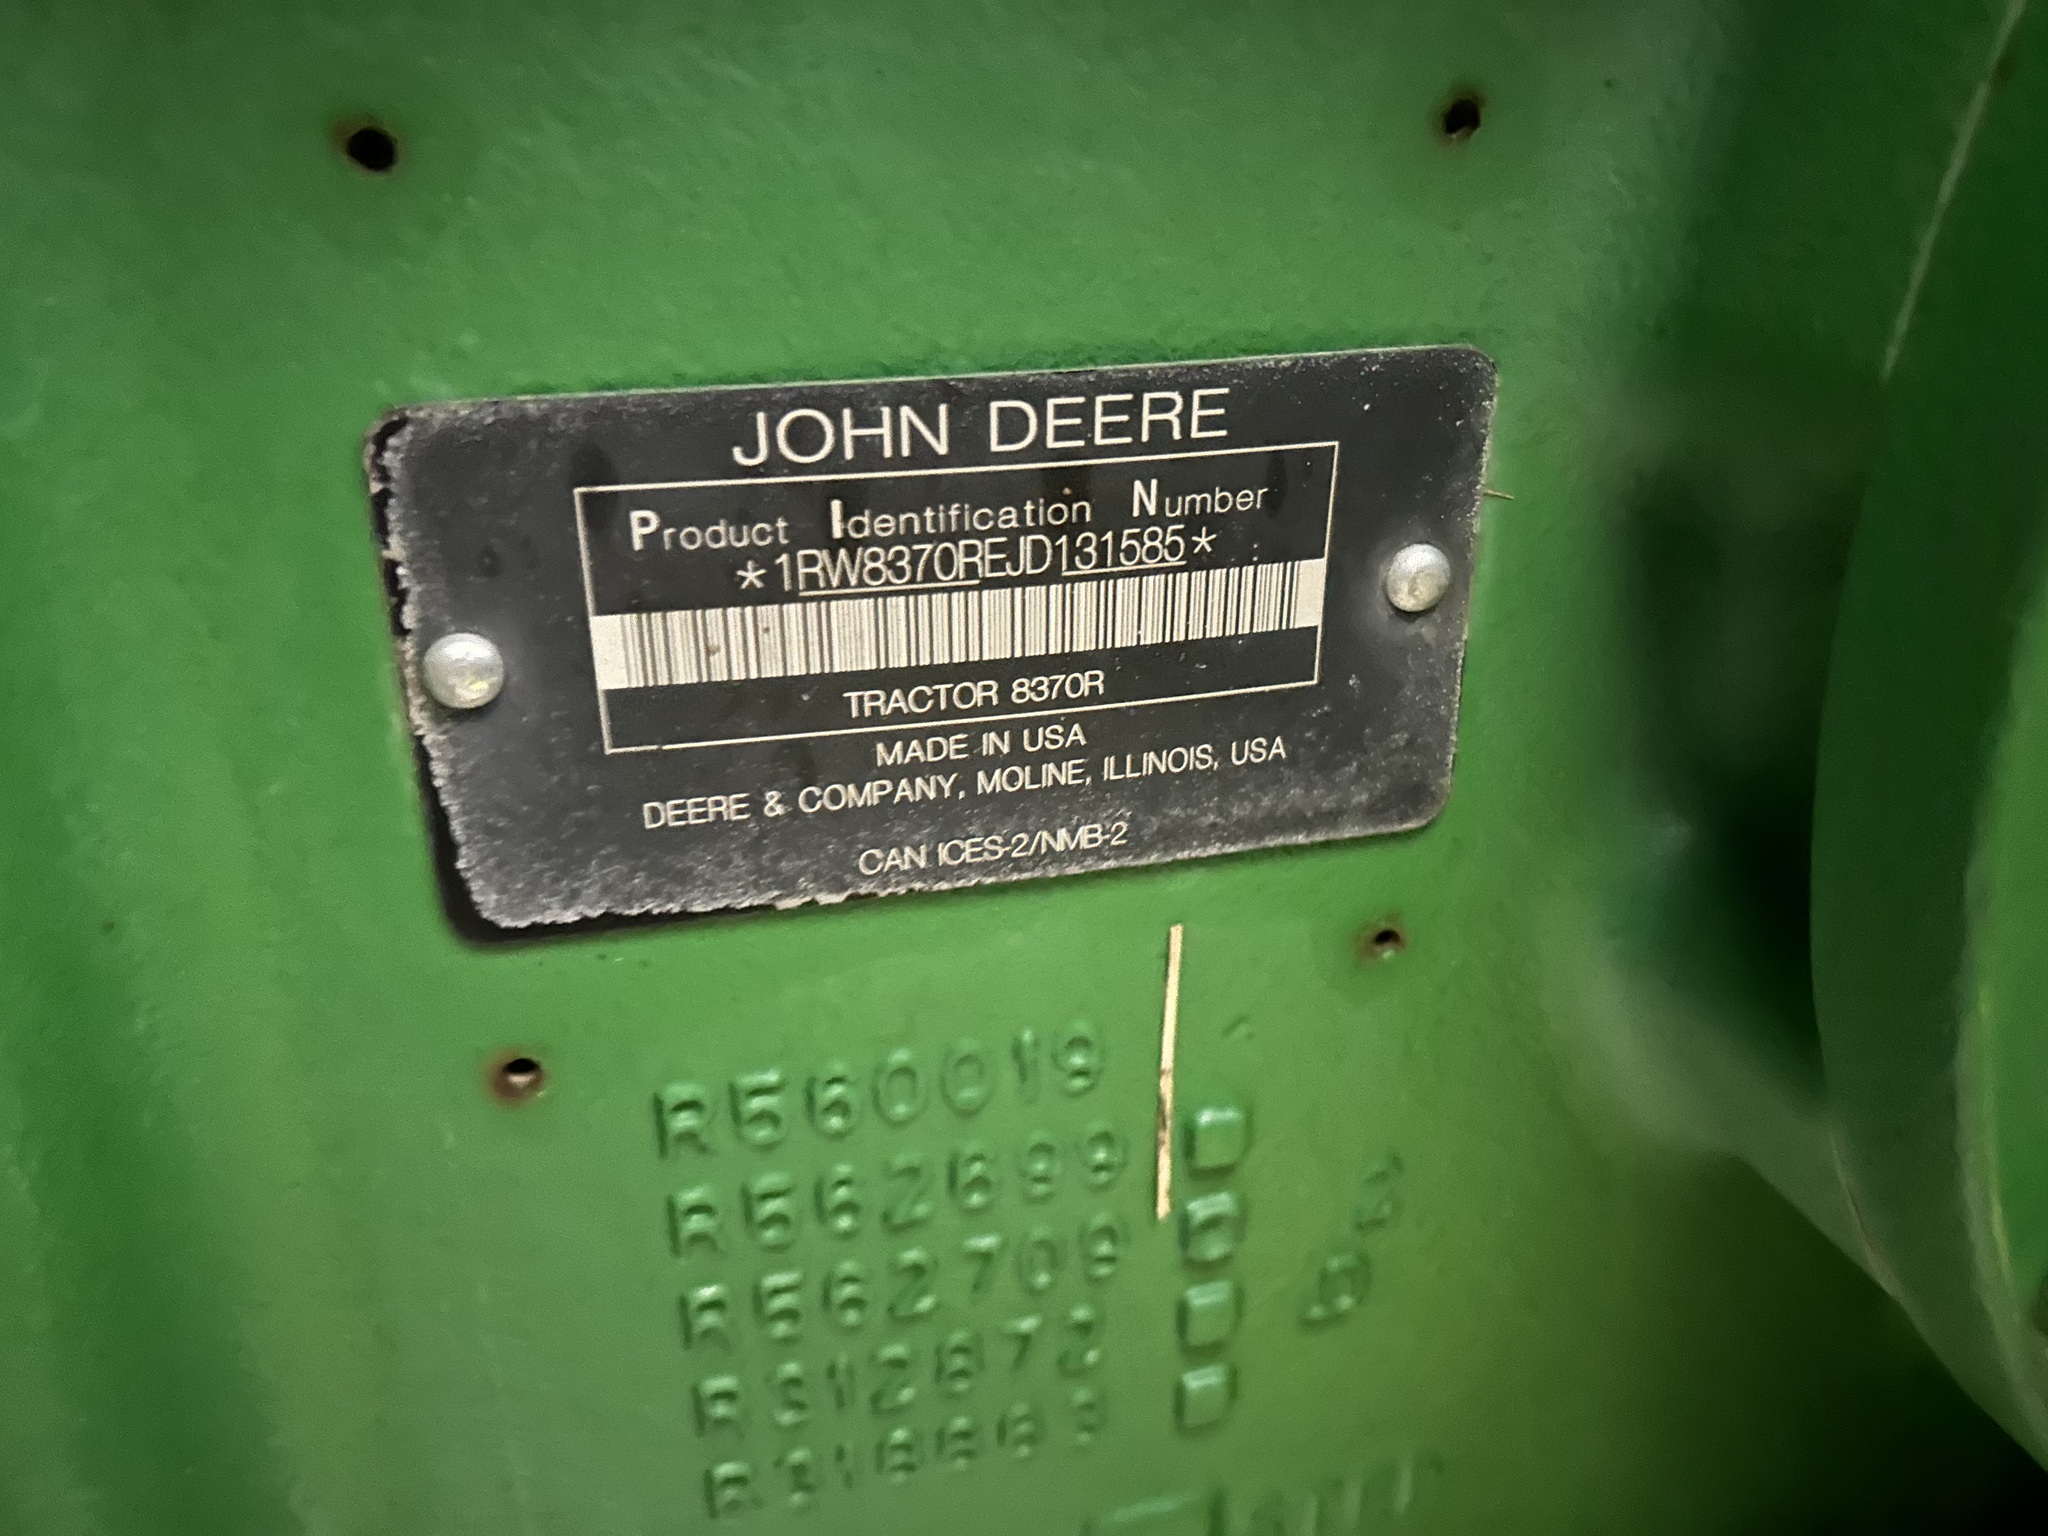 JOHN DEERE
Product Identification Number
*1RW8370REJD131585*
TRACTOR 8370R
MADE IN USA
DEERE & COMPANY, MOLINE, ILLINOIS, USA
CAN ICES-2/NMB-2
R560019
R562699
R562709
R312672